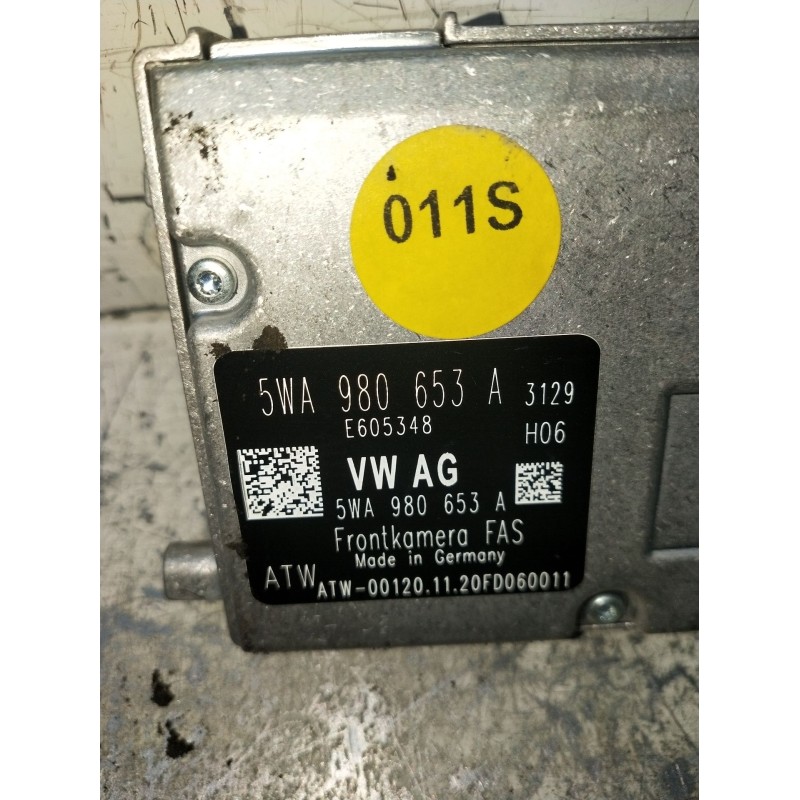 011S
5WA 980 653 A 3129
E605348 H06
VW AG
5WA 980 653 A
Frontkamera FAS
Made in Germany
ATW
ATW-00120.11.20FD060011